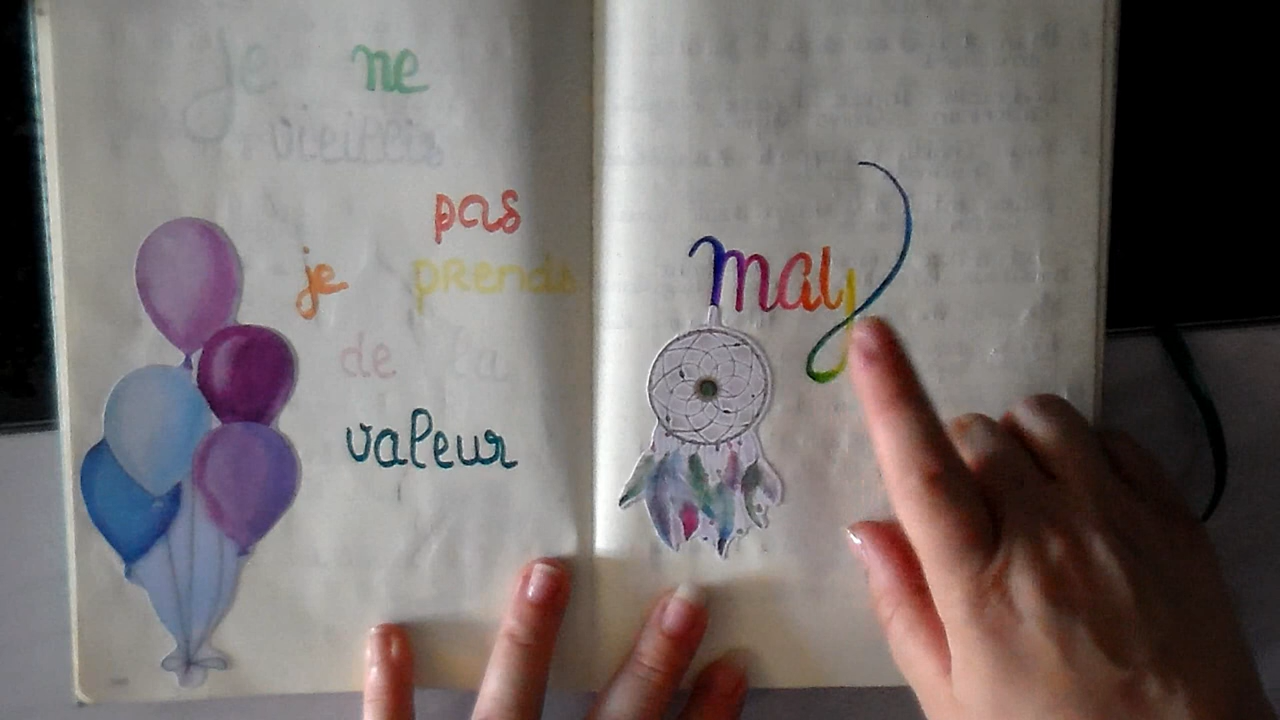 je ne
vieillis
pas
je prends
de la
valeur
may